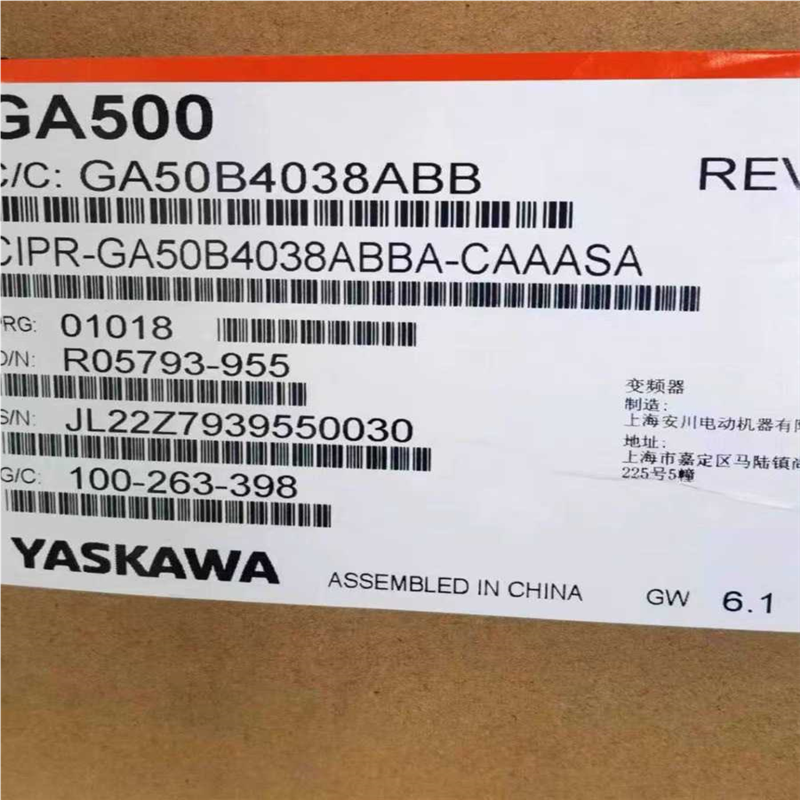 GA500
C/C: GA50B4038ABB
REV
CIPR-GA50B4038ABBA-CAAASA
PRG: 01018
O/N: R05793-955
S/N: JL22Z7939550030
G/C: 100-263-398
变频器
制造:
上海安川电动机器有限
地址:
上海市嘉定区马陆镇
225号5幢
YASKAWA
ASSEMBLED IN CHINA
GW 6.1